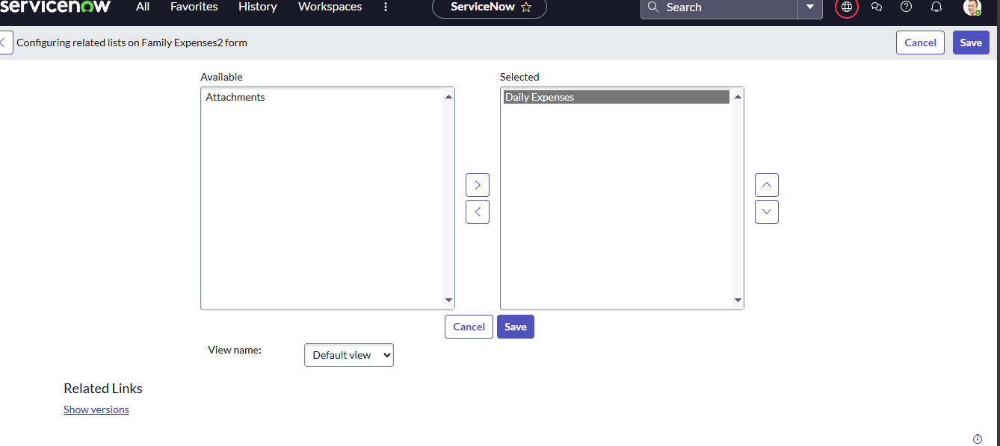 servicenow All Favorites History Workspaces ServiceNow Search
Configuring related lists on Family Expenses2 form Cancel Save
Available Selected
Attachments Daily Expenses
Cancel Save
View name: Default view
Related Links
Show versions